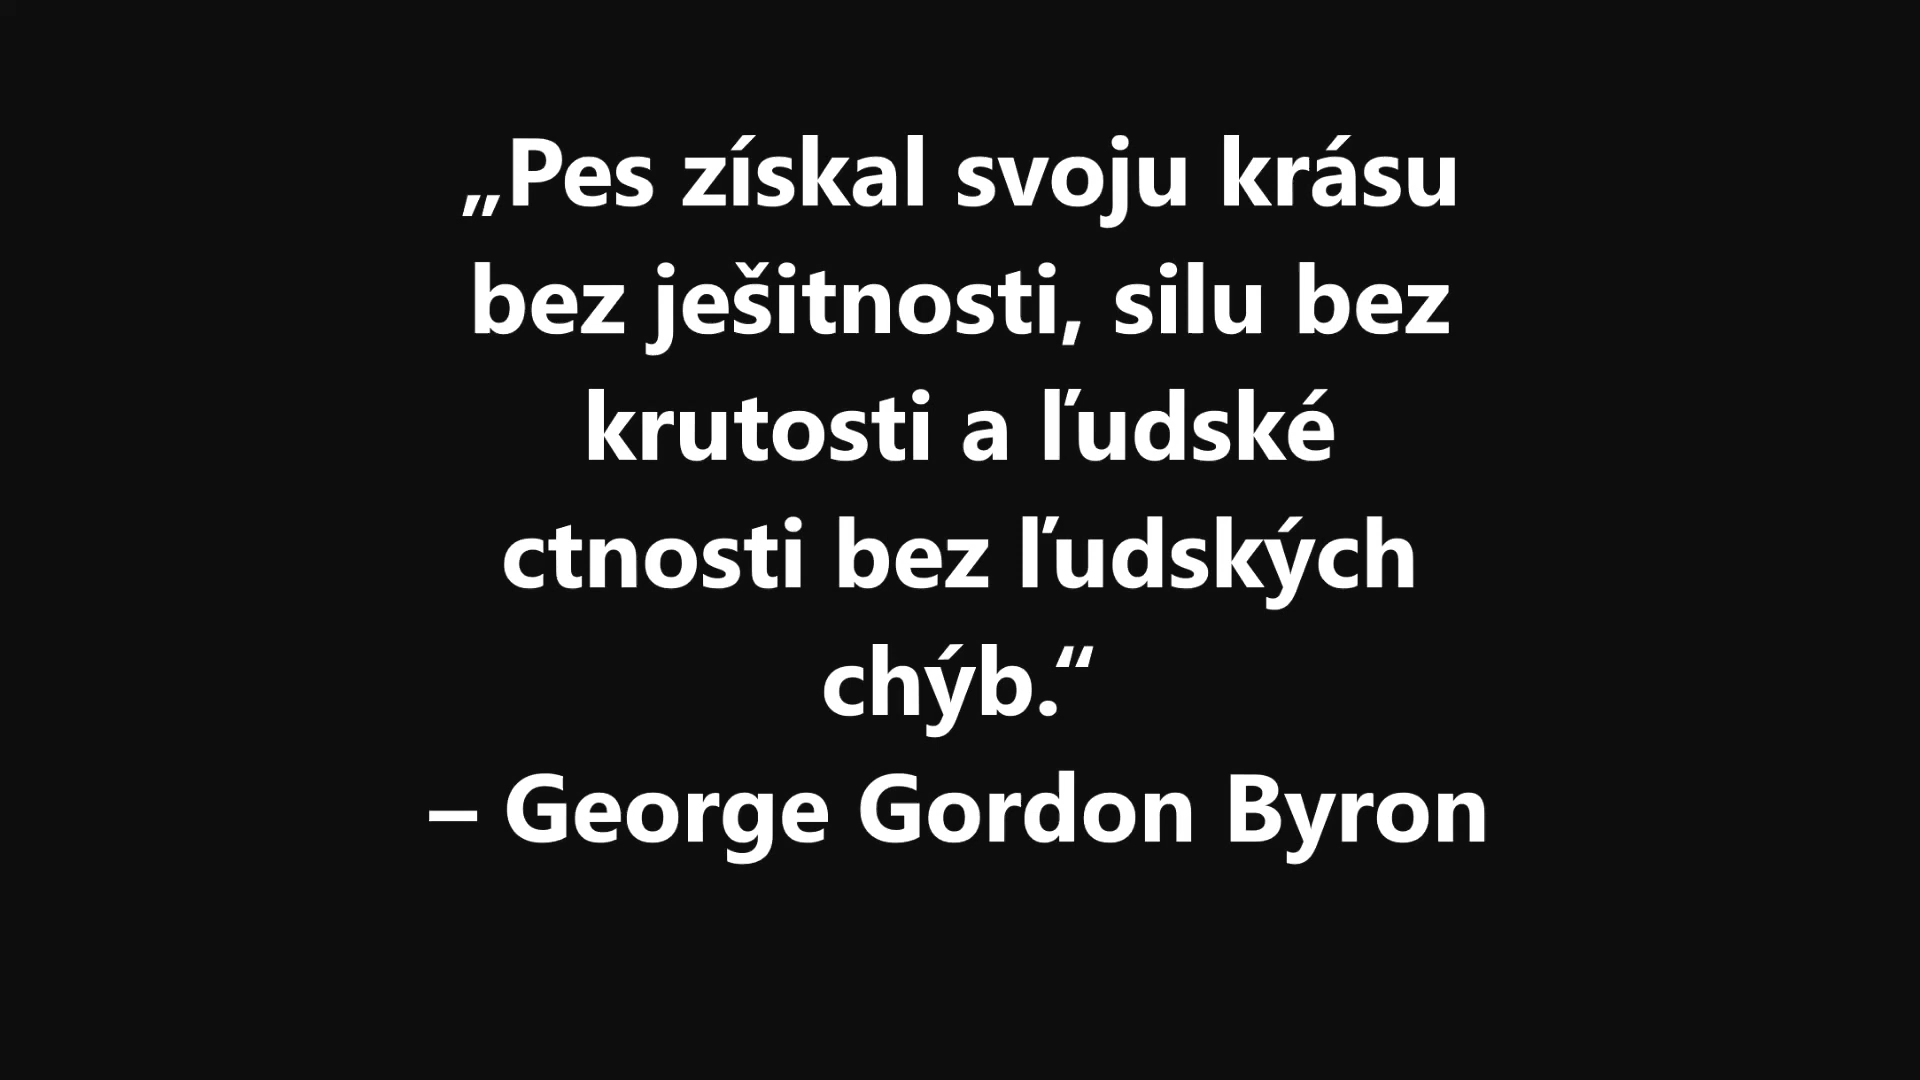 „Pes získal svoju krásu
bez ješitnosti, silu bez
krutosti a ľudské
ctnosti bez ľudských
chýb.“
– George Gordon Byron